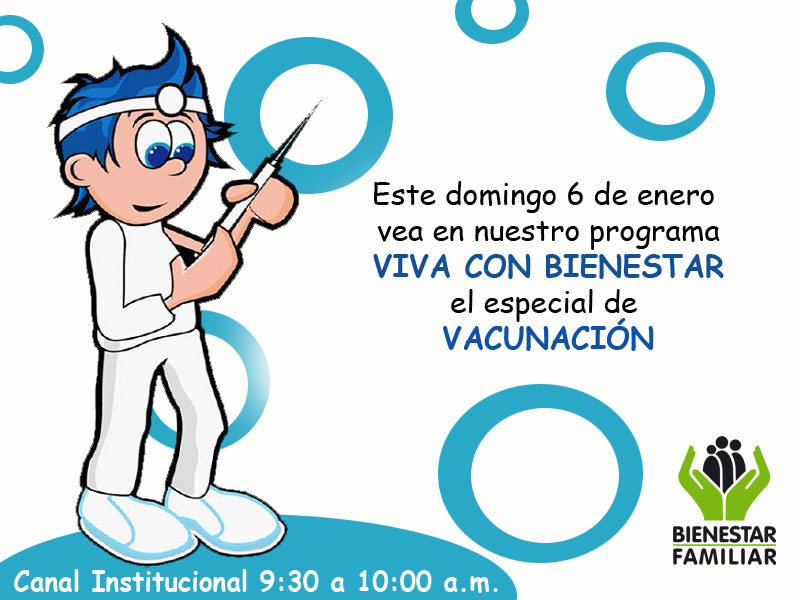 Este domingo 6 de enero
vea en nuestro programa
VIVA CON BIENESTAR
el especial de
VACUNACIÓN
BIENESTAR
FAMILIAR
Canal Institucional 9:30 a 10:00 a.m.